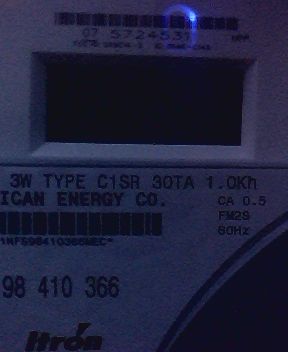 07 5724531
3W TYPE C1SR 30TA 1.0Kh
ICAN ENERGY CO.
CA 0.5
FM2S
60Hz
98 410 366
Itron